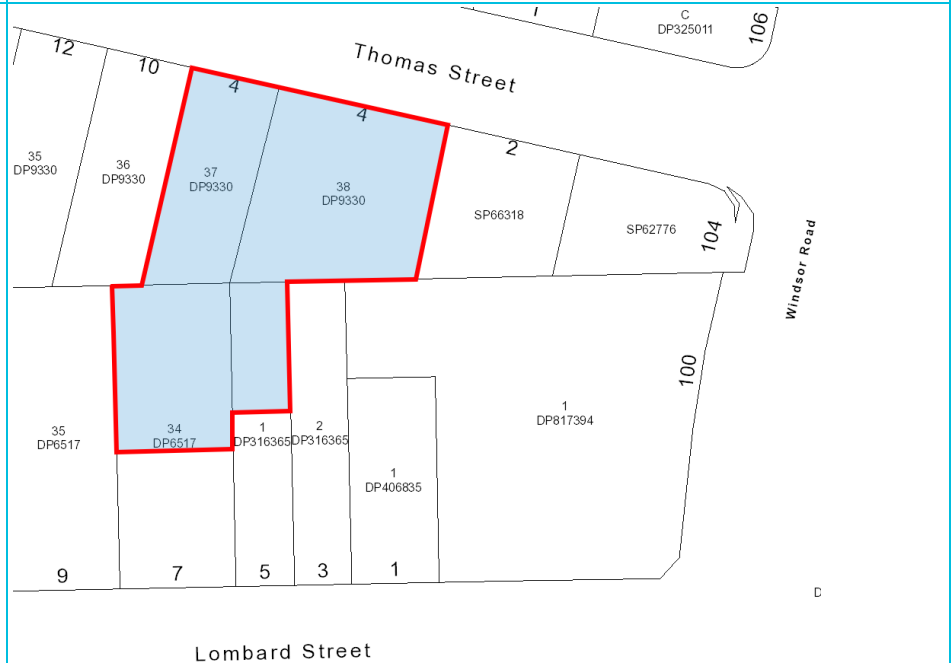 1
C
DP325011
106
Thomas Street
12
10
4
4
2
35
DP9330
36
DP9330
37
DP9330
38
DP9330
SP66318
SP62776
104
Windsor Road
100
35
DP6517
34
DP6517
1
DP316365
2
DP316365
1
DP406835
1
DP817394
9
7
5
3
1
D
Lombard Street